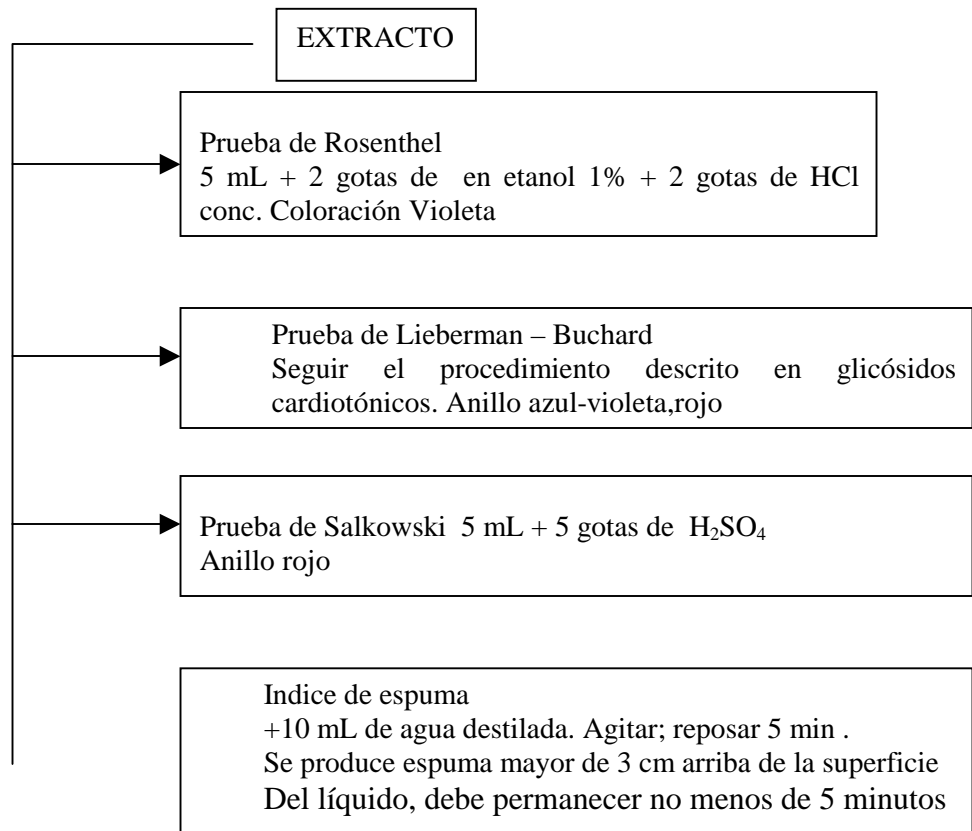 EXTRACTO
Prueba de Rosenthel
5 mL + 2 gotas de en etanol 1% + 2 gotas de HCl
conc. Coloración Violeta
Prueba de Lieberman – Buchard
Seguir el procedimiento descrito en glicósidos
cardiotónicos. Anillo azul-violeta,rojo
Prueba de Salkowski 5 mL + 5 gotas de H₂SO₄
Anillo rojo
Indice de espuma
+10 mL de agua destilada. Agitar; reposar 5 min .
Se produce espuma mayor de 3 cm arriba de la superficie
Del líquido, debe permanecer no menos de 5 minutos